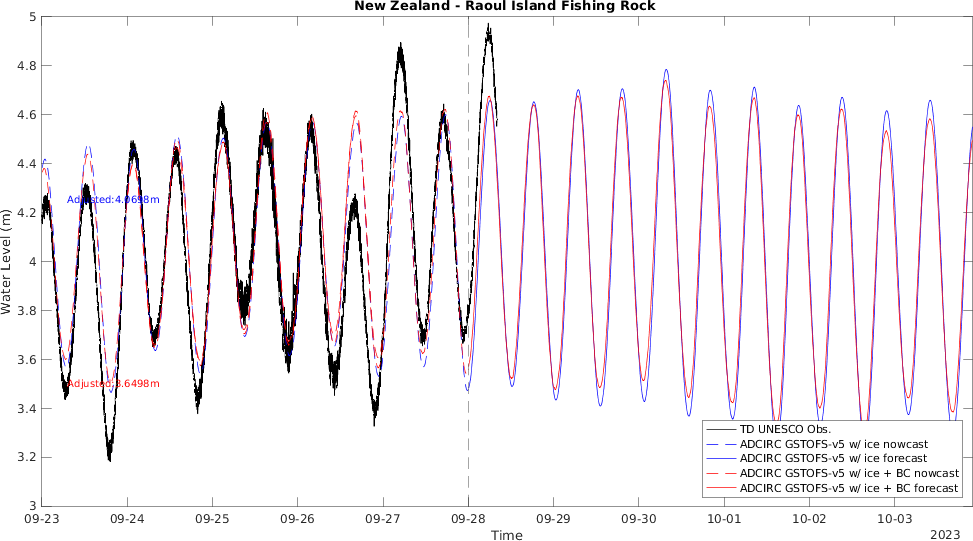 New Zealand - Raoul Island Fishing Rock
5
4.8
4.6
4.4
4.2
4
3.8
3.6
3.4
3.2
3
Water Level (m)
Adjusted:4.0698m
Adjusted:3.6498m
TD UNESCO Obs.
ADCIRC GSTOFS-v5 w/ ice nowcast
ADCIRC GSTOFS-v5 w/ ice forecast
ADCIRC GSTOFS-v5 w/ ice + BC nowcast
ADCIRC GSTOFS-v5 w/ ice + BC forecast
09-23 09-24 09-25 09-26 09-27 09-28 09-29 09-30 10-01 10-02 10-03
Time
2023